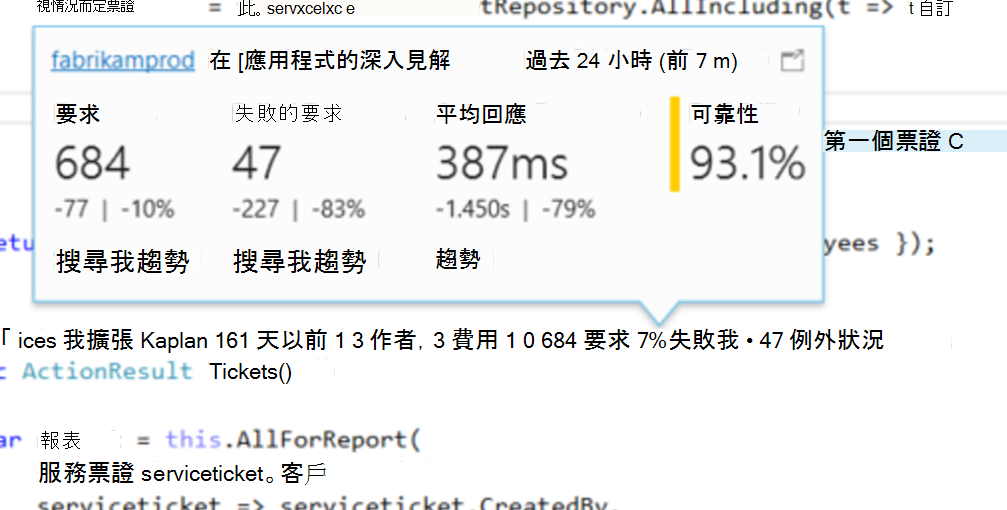 視情況而定票證 = 此。servxcelxc e tRepository.AllIncluding(t => t 自訂
fabrikamprod 在 [應用程式的深入見解 過去 24 小時 (前 7 m)
要求 失敗的要求 平均回應 可靠性
第一個票證 C
684 47 387ms 93.1%
-77 | -10% -227 | -83% -1.450s | -79%
etu yees });
搜尋我趨勢 搜尋我趨勢 趨勢
「 ices 我擴張 Kaplan 161 天以前 1 3 作者, 3 費用 1 0 684 要求 7%失敗我 • 47 例外狀況
c ActionResult Tickets()
ar 報表 = this.AllForReport(
服務票證 serviceticket。客戶
serviceticket => serviceticket.CreatedBy,